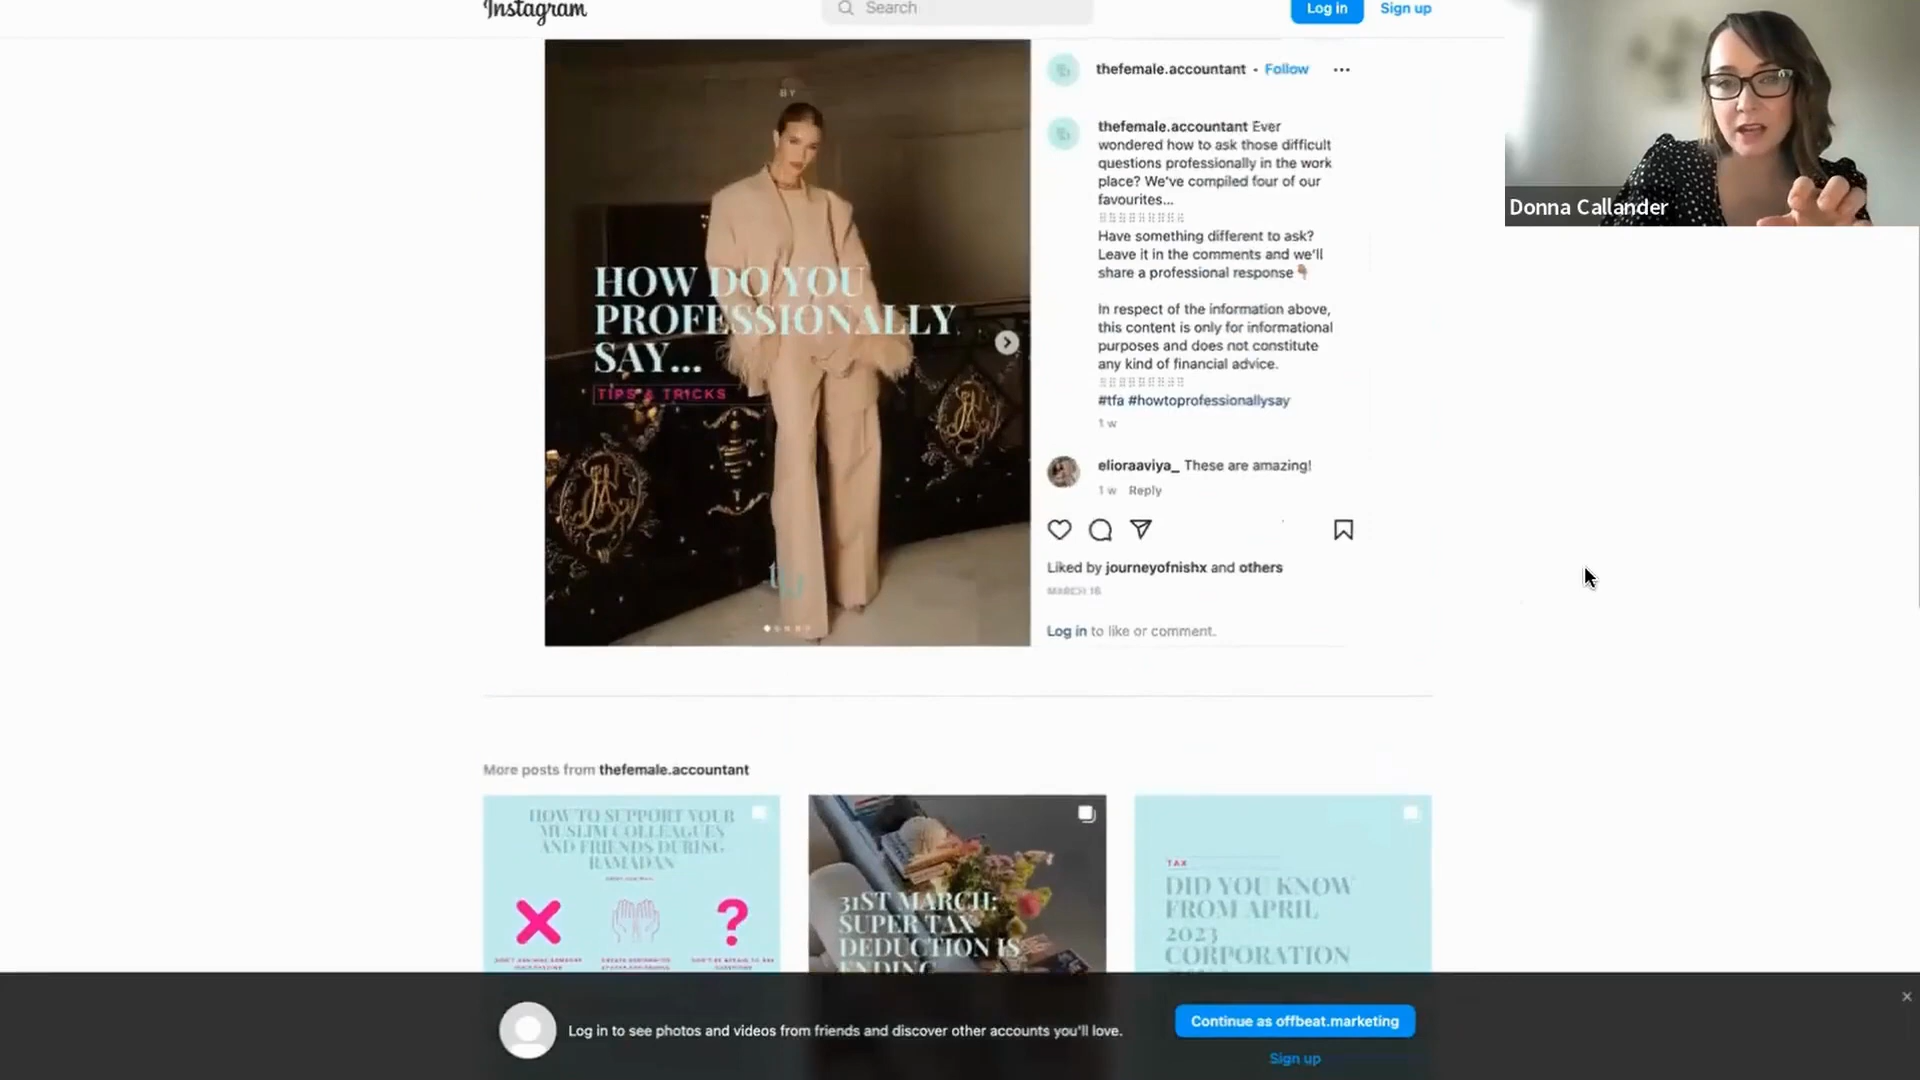 Instagram
Search
Log in
Sign up
Donna Callander
BY
HOW DO YOU
PROFESSIONALLY
SAY...
TIPS & TRICKS
thefemale.accountant • Follow
thefemale.accountant Ever
wondered how to ask those difficult
questions professionally in the work
place? We've compiled four of our
favourites...
Have something different to ask?
Leave it in the comments and we'll
share a professional response
In respect of the information above,
this content is only for informational
purposes and does not constitute
any kind of financial advice.
#tfa #howtoprofessionallysay
1 w
elioraaviya_ These are amazing!
1 w Reply
Liked by journeyofnishx and others
MARCH 16
Log in to like or comment.
More posts from thefemale.accountant
HOW TO SUPPORT YOUR
MUSLIM COLLEAGUES
AND FRIENDS DURING
RAMADAN
31ST MARCH:
SUPER TAX
DEDUCTION IS
ENDING
TAX
DID YOU KNOW
FROM APRIL
2023
CORPORATION
Log in to see photos and videos from friends and discover other accounts you'll love.
Continue as offbeat.marketing
Sign up